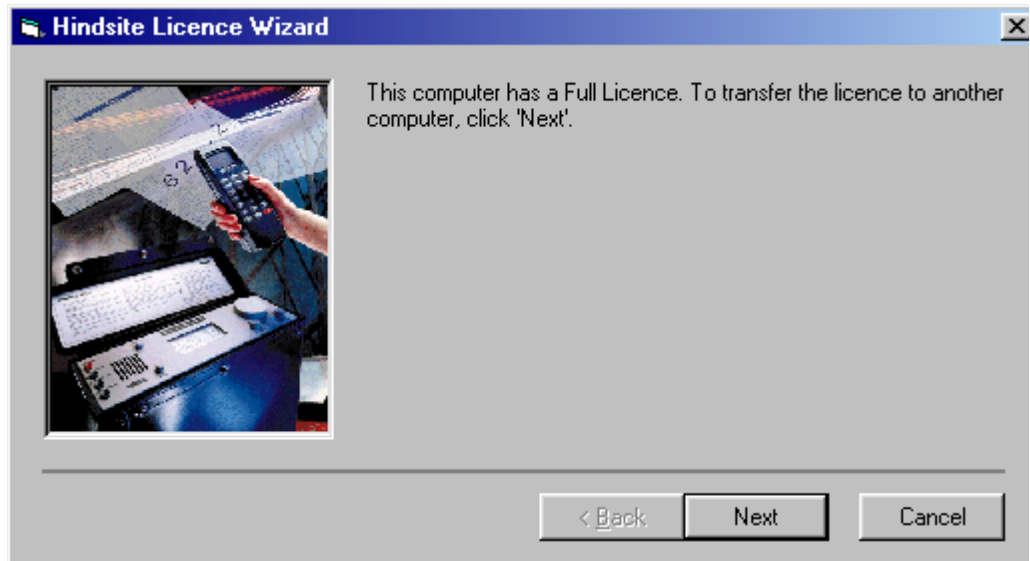 Hindsite Licence Wizard
This computer has a Full Licence. To transfer the licence to another
computer, click 'Next'.
< Back
Next
Cancel